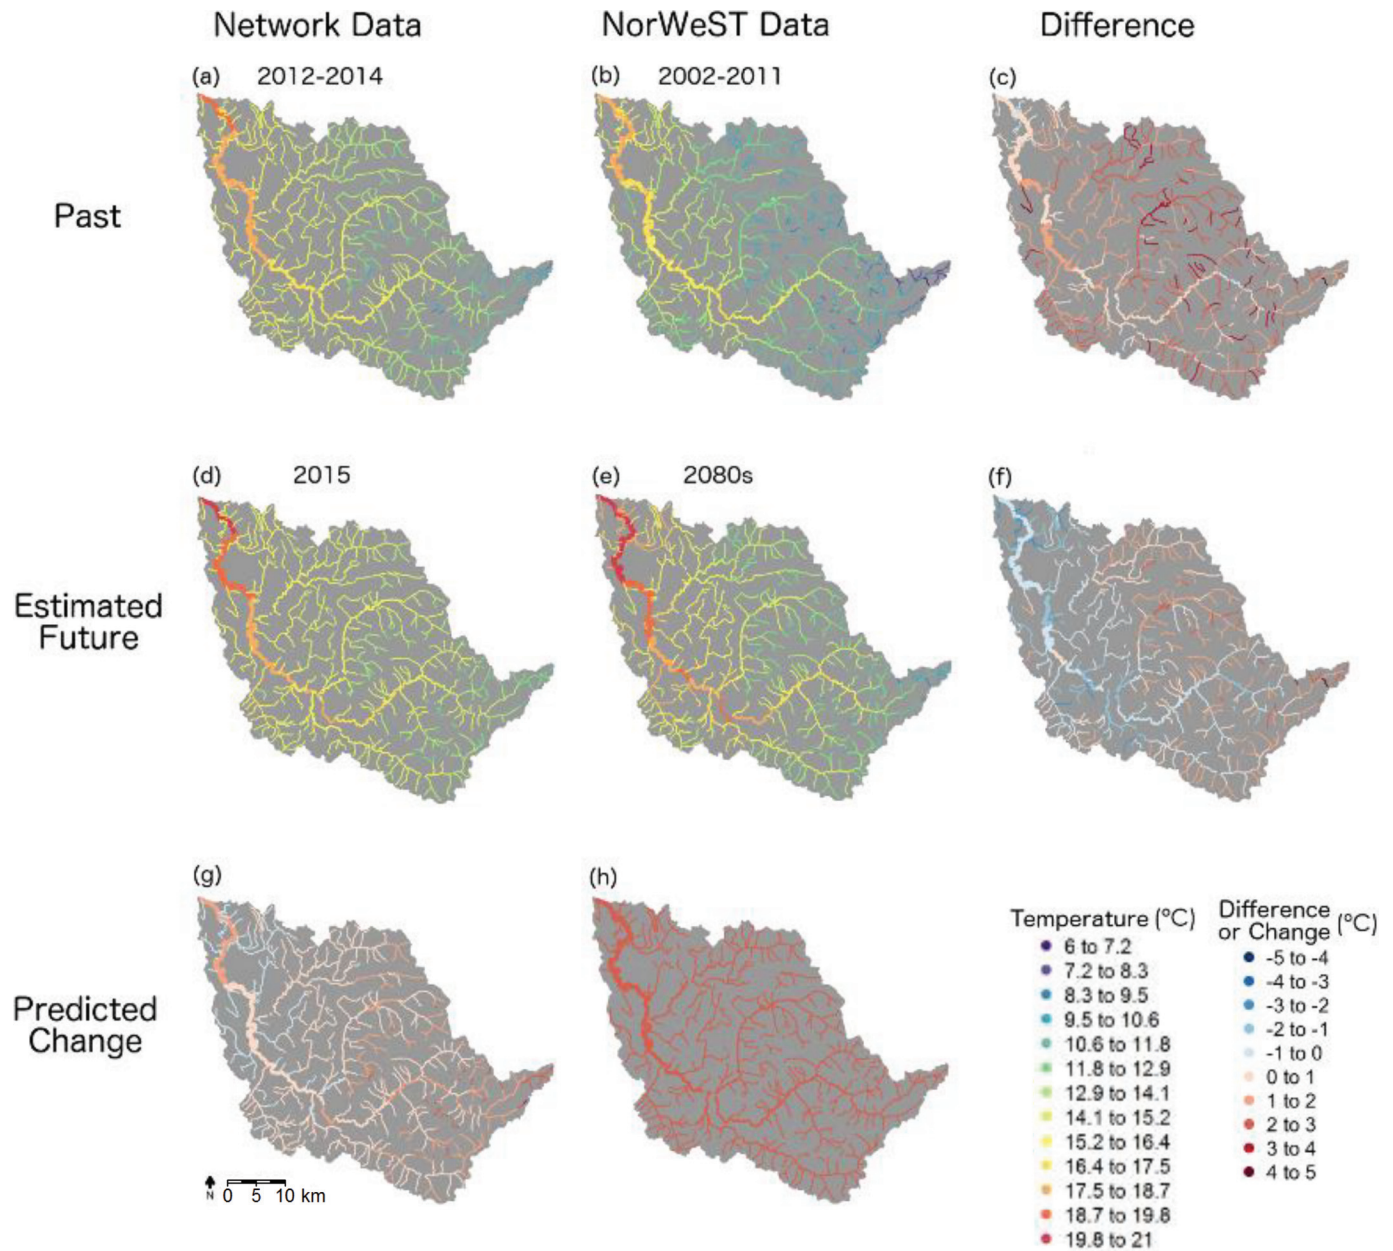 Network Data
NorWeST Data
Difference
(a) 2012-2014
(b) 2002-2011
(c)
Past
(d) 2015
(e) 2080s
(f)
Estimated
Future
(g)
(h)
Predicted
Change
N 0 5 10 km
Temperature (°C)
6 to 7.2
7.2 to 8.3
8.3 to 9.5
9.5 to 10.6
10.6 to 11.8
11.8 to 12.9
12.9 to 14.1
14.1 to 15.2
15.2 to 16.4
16.4 to 17.5
17.5 to 18.7
18.7 to 19.8
19.8 to 21
Difference
or Change (°C)
-5 to -4
-4 to -3
-3 to -2
-2 to -1
-1 to 0
0 to 1
1 to 2
2 to 3
3 to 4
4 to 5